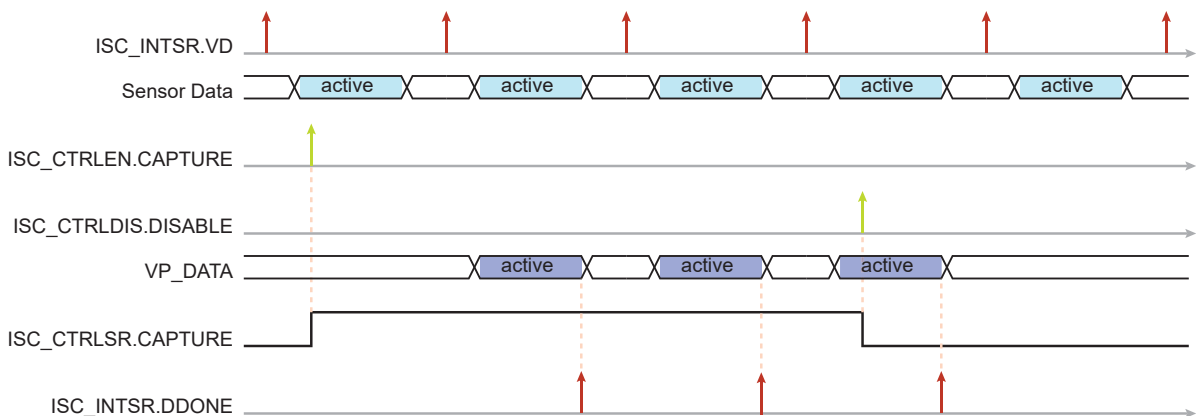 ISC_INTSR.VD
Sensor Data active active active active active
ISC_CTRLEN.CAPTURE
ISC_CTRLDIS.DISABLE
VP_DATA active active active
ISC_CTRLSR.CAPTURE
ISC_INTSR.DDONE